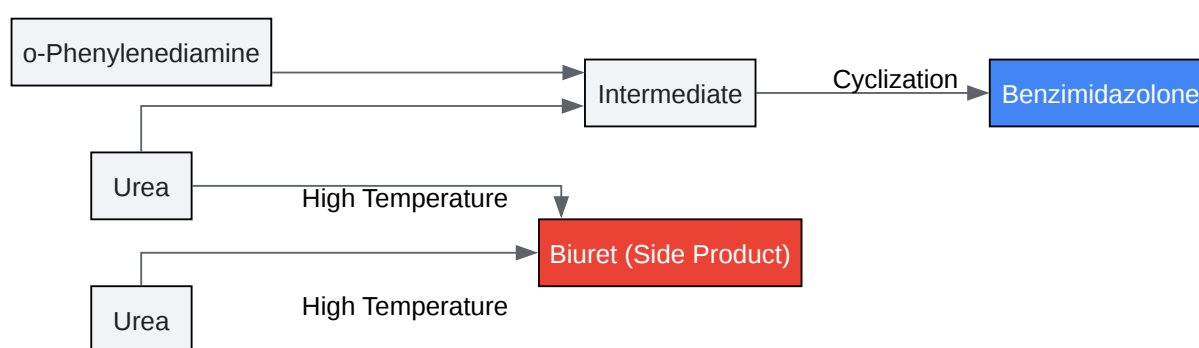 o-Phenylenediamine
Intermediate
Cyclization
Benzimidazolone
Urea
High Temperature
Biuret (Side Product)
High Temperature
Urea